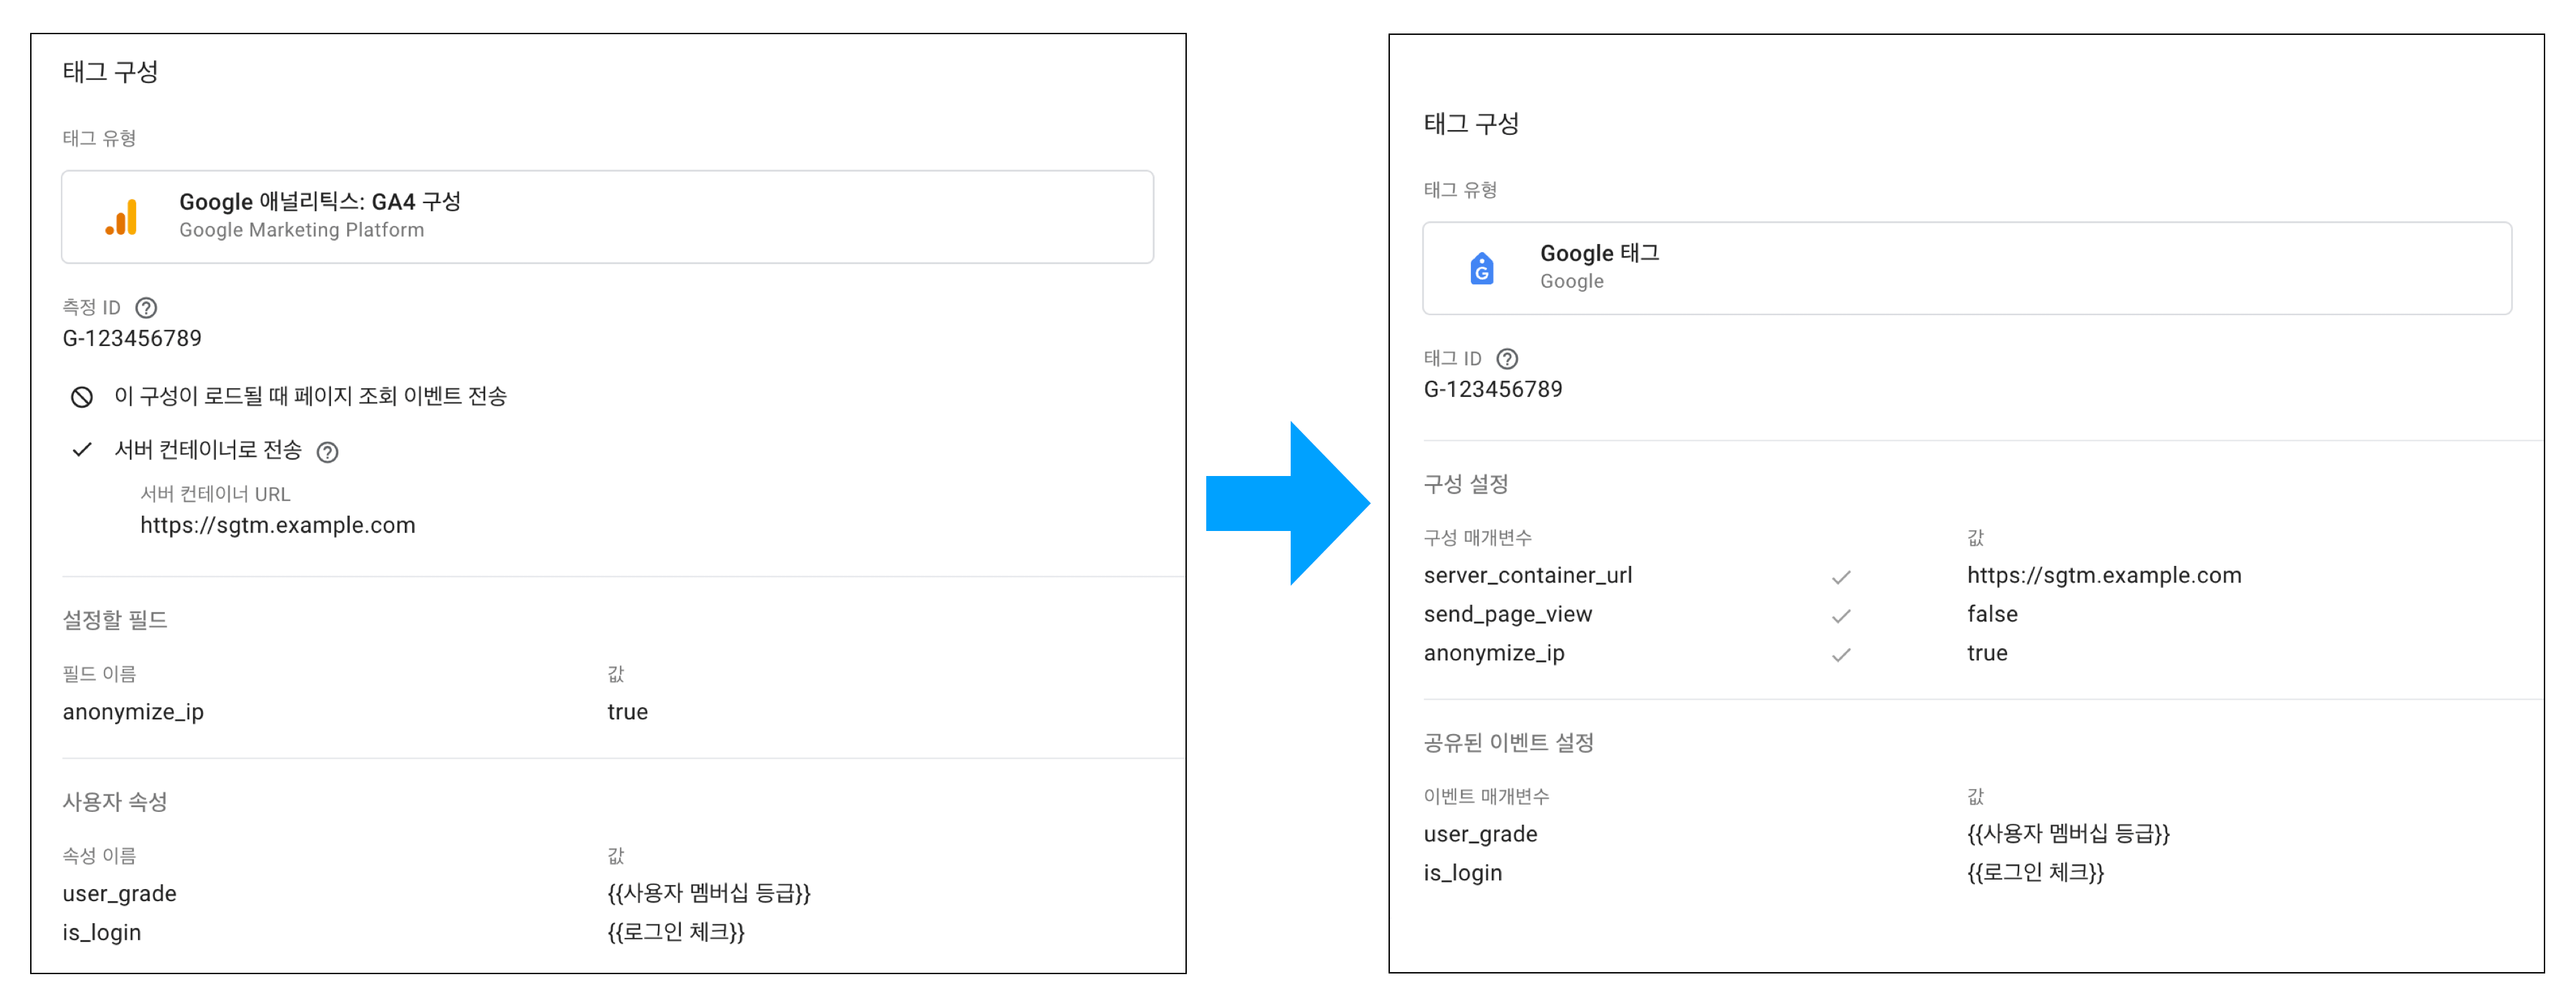 태그 구성
태그 유형
Google 애널리틱스: GA4 구성
Google Marketing Platform
측정 ID
G-123456789
이 구성이 로드될 때 페이지 조회 이벤트 전송
서버 컨테이너로 전송
서버 컨테이너 URL
https://sgtm.example.com
설정할 필드
필드 이름 값
anonymize_ip true
사용자 속성
속성 이름 값
user_grade {{사용자 멤버십 등급}}
is_login {{로그인 체크}}
태그 구성
태그 유형
Google 태그
Google
태그 ID
G-123456789
구성 설정
구성 매개변수 값
server_container_url https://sgtm.example.com
send_page_view false
anonymize_ip true
공유된 이벤트 설정
이벤트 매개변수 값
user_grade {{사용자 멤버십 등급}}
is_login {{로그인 체크}}